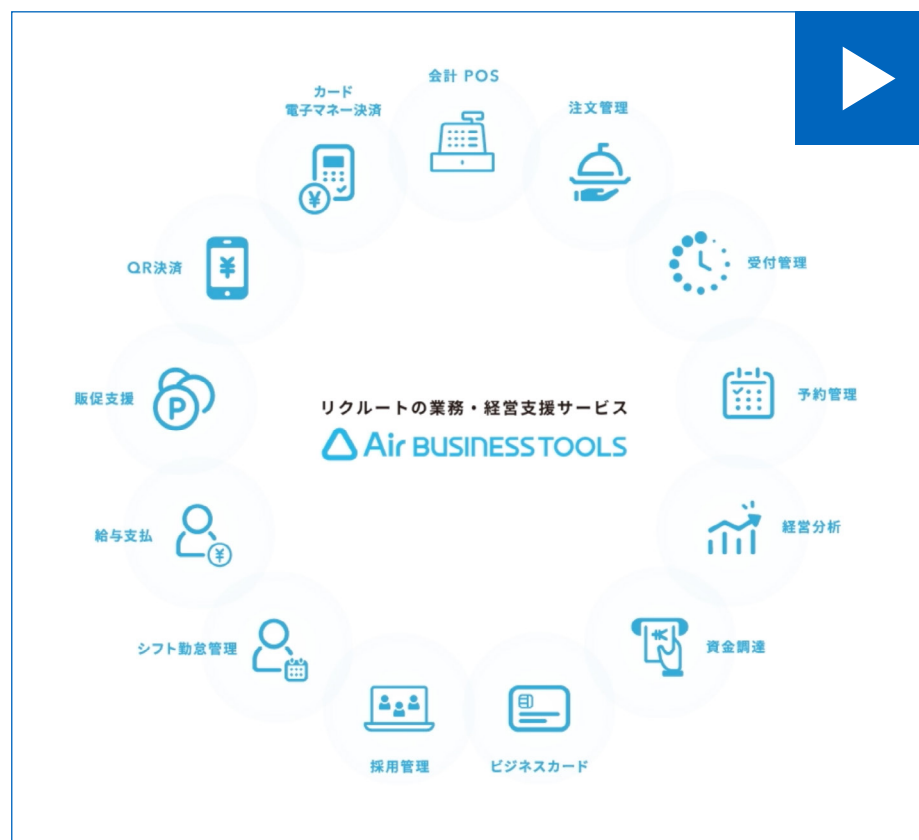 会計 POS
カード
電子マネー決済
注文管理
QR決済
受付管理
販促支援
予約管理
リクルートの業務・経営支援サービス
Air BUSINESS TOOLS
給与支払
経営分析
シフト勤怠管理
資金調達
採用管理
ビジネスカード